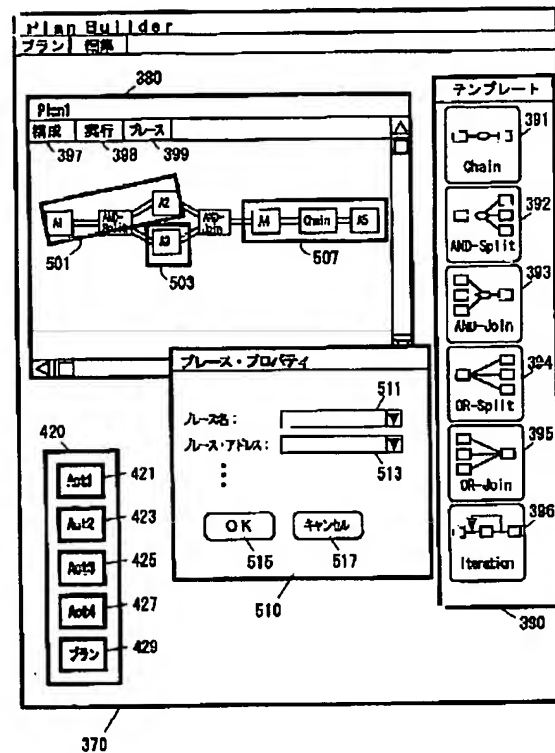 Plan Builder
プラン 編集
380
Plan1
構成 実行 プレース
397 398 399
A1
AND-Split
A2
A3
AND-Join
A4
Chain
A5
501
503
507
テンプレート
391
Chain
392
AND-Split
393
AND-Join
394
OR-Split
395
OR-Join
396
Iteration
390
プレース・プロパティ
511
プレース名:
プレース・アドレス:
513
OK
キャンセル
515
517
510
420
Act1
421
Act2
423
Act3
425
Act4
427
プラン
429
370